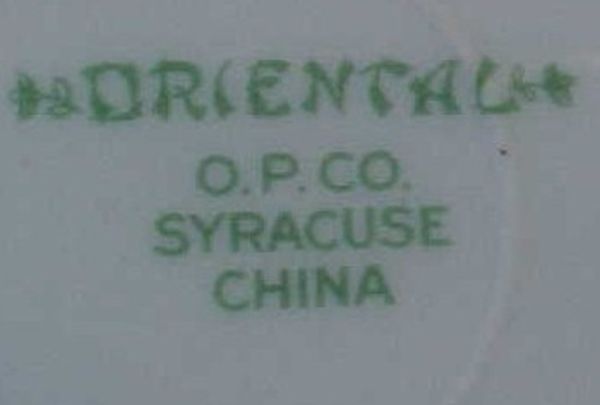 ORIENTAL
O.P.CO.
SYRACUSE
CHINA